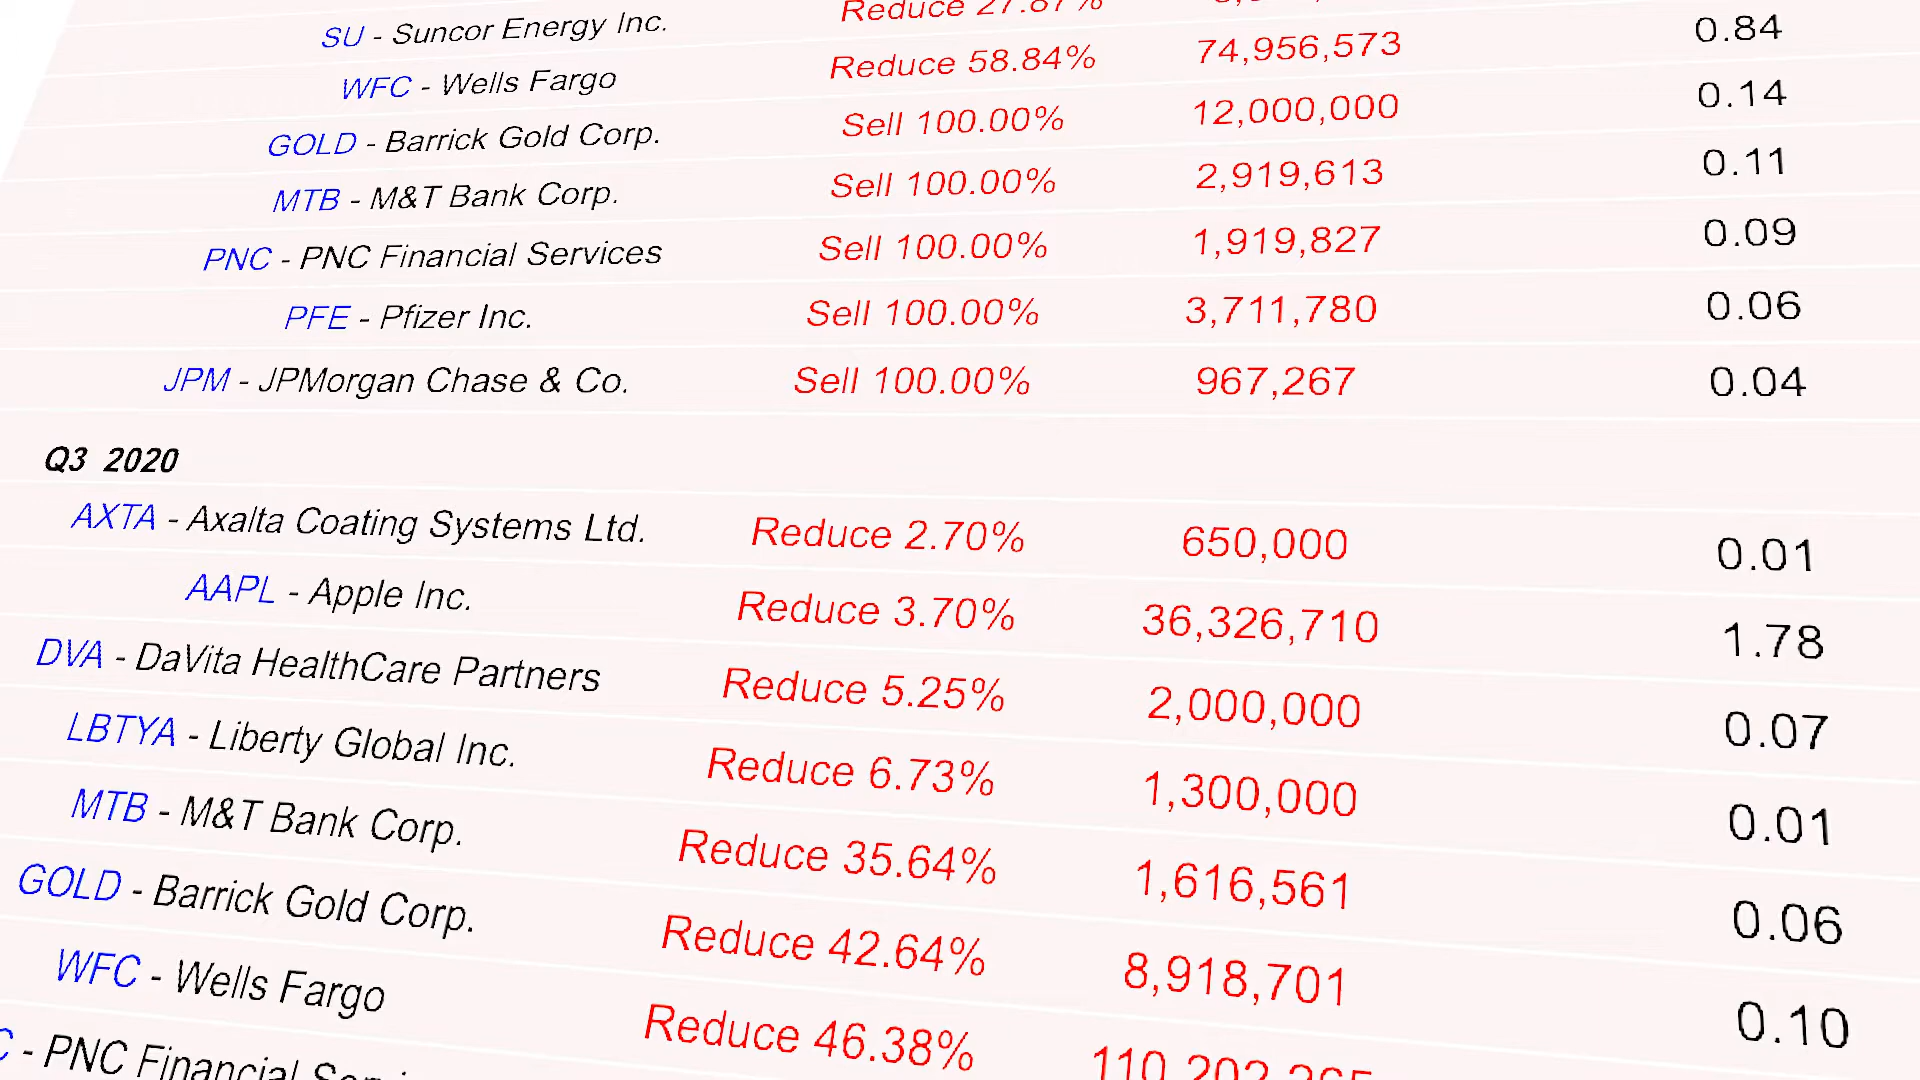 SU - Suncor Energy Inc. Reduce
WFC - Wells Fargo Reduce 58.84% 74,956,573 0.84
GOLD - Barrick Gold Corp. Sell 100.00% 12,000,000 0.14
MTB - M&T Bank Corp. Sell 100.00% 2,919,613 0.11
PNC - PNC Financial Services Sell 100.00% 1,919,827 0.09
PFE - Pfizer Inc. Sell 100.00% 3,711,780 0.06
JPM - JPMorgan Chase & Co. Sell 100.00% 967,267 0.04
Q3 2020
AXTA - Axalta Coating Systems Ltd. Reduce 2.70% 650,000 0.01
AAPL - Apple Inc. Reduce 3.70% 36,326,710 1.78
DVA - DaVita HealthCare Partners Reduce 5.25% 2,000,000 0.07
LBTYA - Liberty Global Inc. Reduce 6.73% 1,300,000 0.01
MTB - M&T Bank Corp. Reduce 35.64% 1,616,561 0.06
GOLD - Barrick Gold Corp. Reduce 42.64% 8,918,701 0.10
WFC - Wells Fargo Reduce 46.38%
- PNC Financial